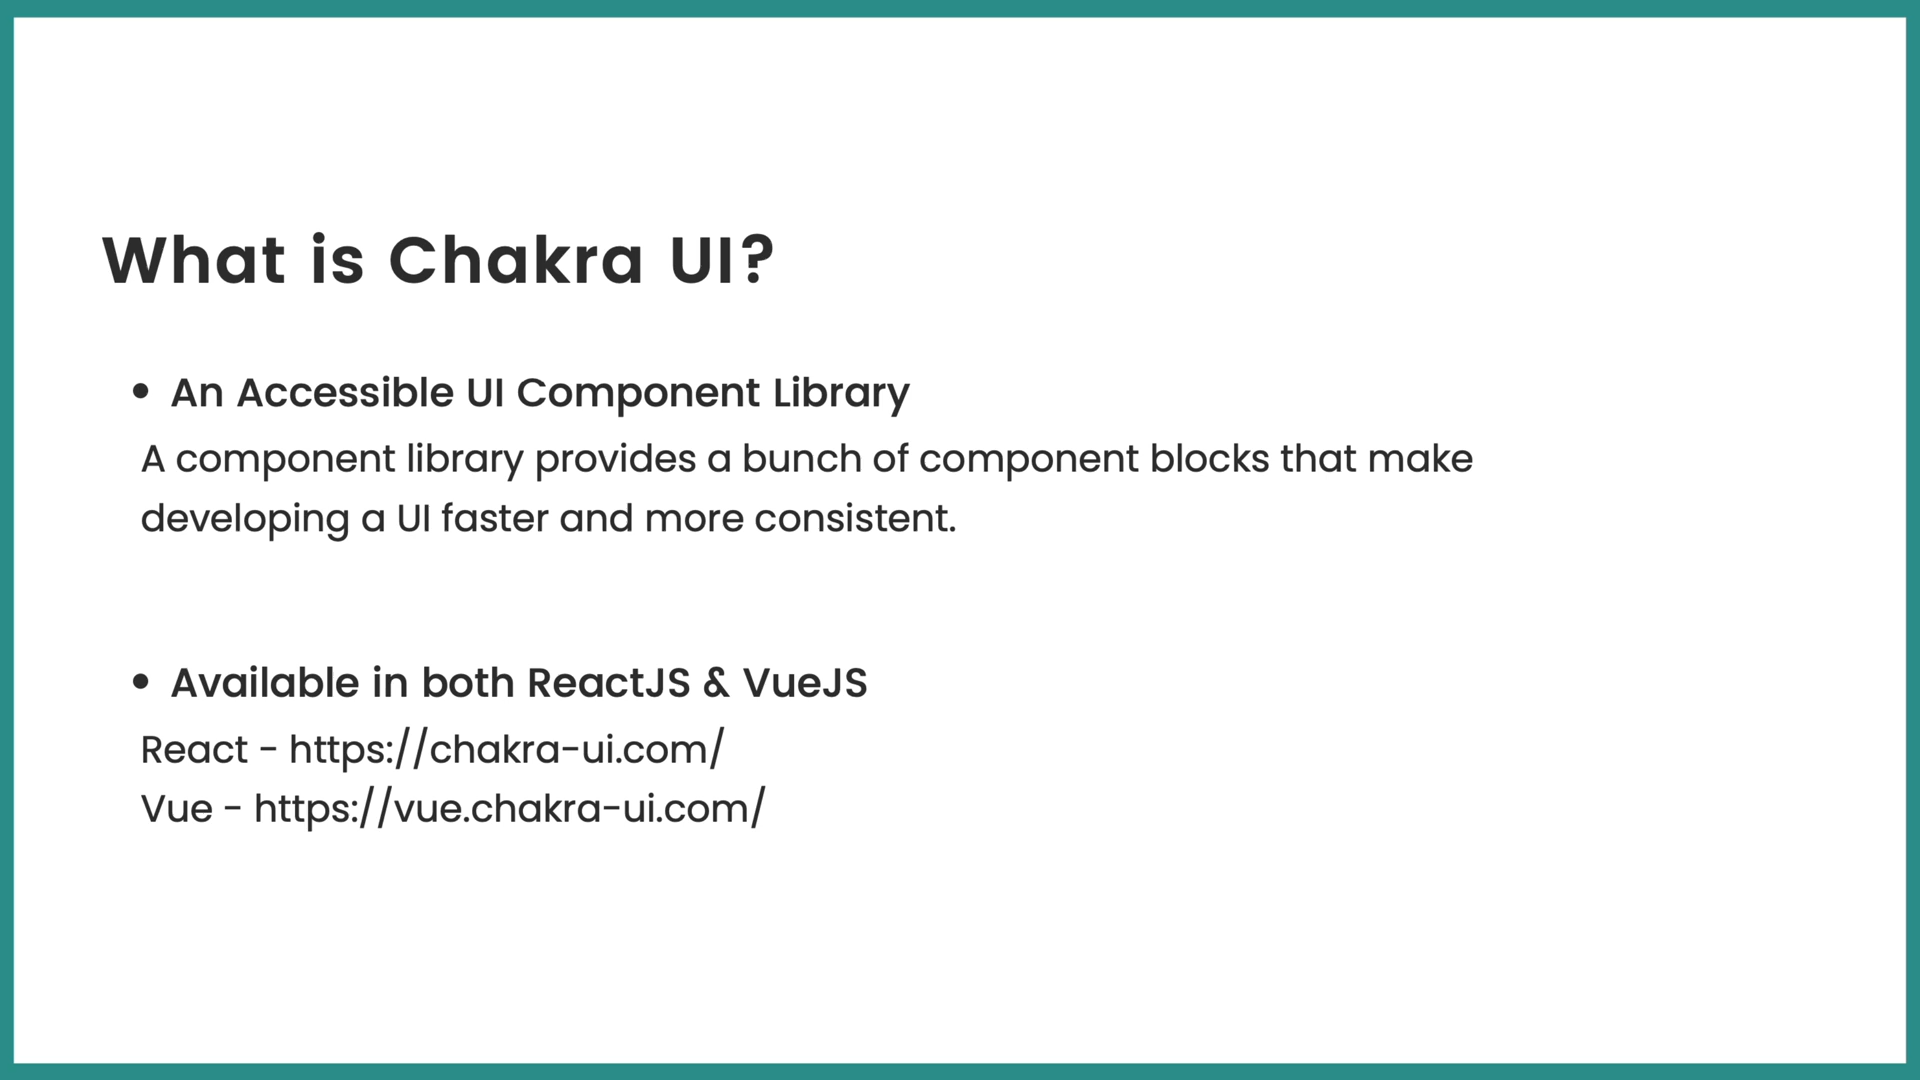 What is Chakra UI?
• An Accessible UI Component Library
A component library provides a bunch of component blocks that make
developing a UI faster and more consistent.
• Available in both ReactJS & VueJS
React - https://chakra-ui.com/
Vue - https://vue.chakra-ui.com/